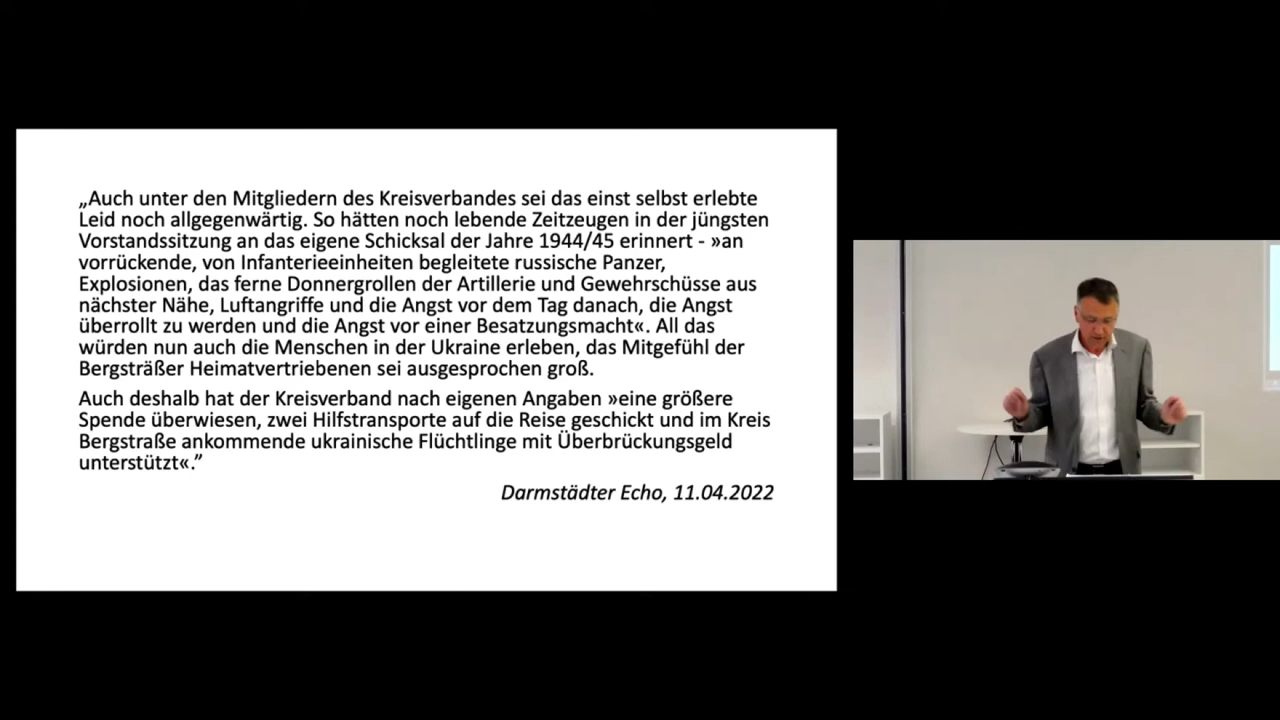 „Auch unter den Mitgliedern des Kreisverbandes sei das einst selbst erlebte
Leid noch allgegenwärtig. So hätten noch lebende Zeitzeugen in der jüngsten
Vorstandssitzung an das eigene Schicksal der Jahre 1944/45 erinnert - »an
vorrückende, von Infanterieeinheiten begleitete russische Panzer,
Explosionen, das ferne Donnergrollen der Artillerie und Gewehrschüsse aus
nächster Nähe, Luftangriffe und die Angst vor dem Tag danach, die Angst
überrollt zu werden und die Angst vor einer Besatzungsmacht«. All das
würden nun auch die Menschen in der Ukraine erleben, das Mitgefühl der
Bergsträßer Heimatvertriebenen sei ausgesprochen groß.
Auch deshalb hat der Kreisverband nach eigenen Angaben »eine größere
Spende überwiesen, zwei Hilfstransporte auf die Reise geschickt und im Kreis
Bergstraße ankommende ukrainische Flüchtlinge mit Überbrückungsgeld
unterstützt«.”
Darmstädter Echo, 11.04.2022